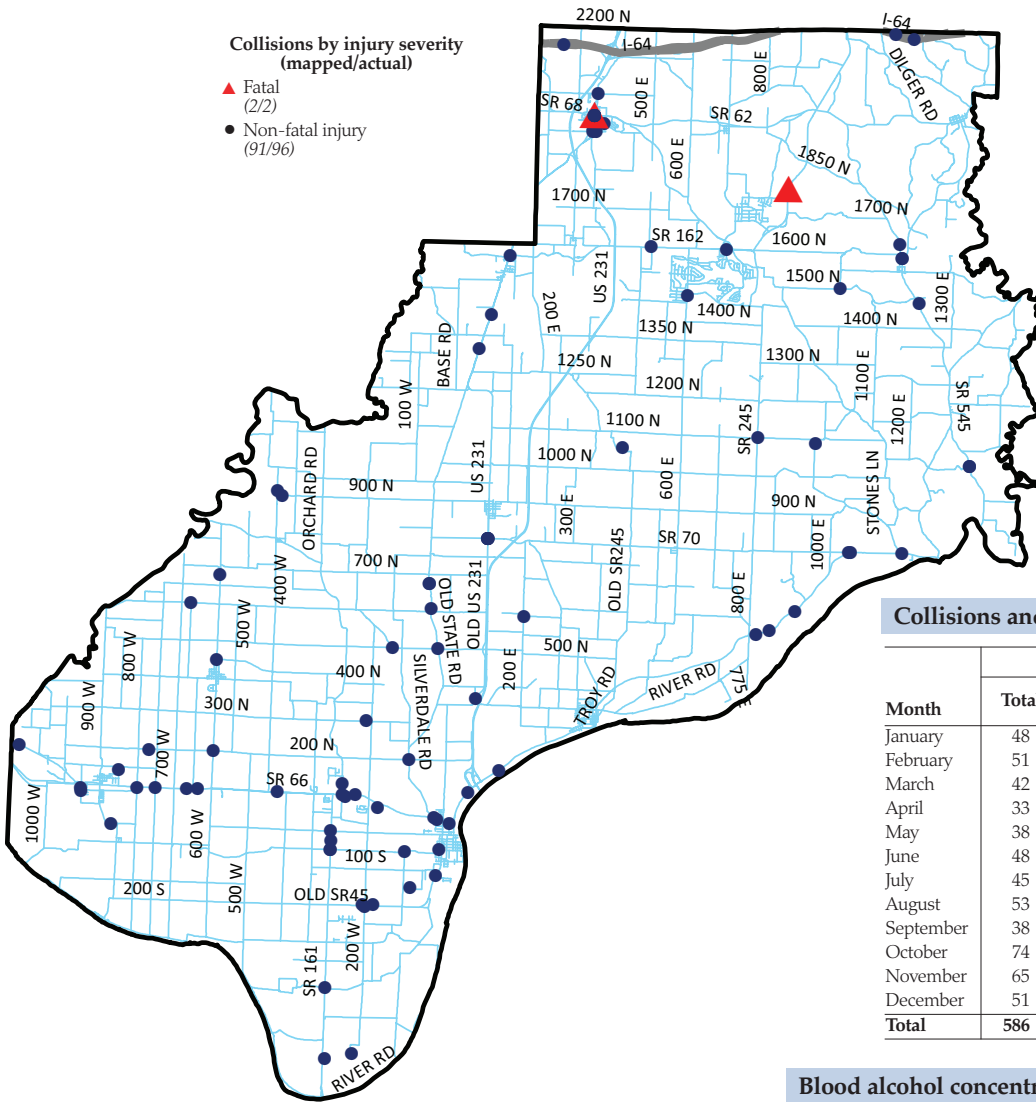 Collisions by injury severity
(mapped/actual)
Fatal
(2/2)
Non-fatal injury
(91/96)
2200 N
I-64
I-64
DILGER RD
800 E
500 E
SR 68
SR 62
600 E
1850 N
1700 N
1700 N
SR 162
1600 N
US 231
1500 N
1300 E
200 E
1400 N
1400 N
1350 N
BASE RD
1250 N
1300 N
1100 E
1200 N
100 W
SR 245
1200 E
SR 545
1100 N
1000 N
US 231
600 E
STONES LN
ORCHARD RD
900 N
900 N
300 E
SR 70
1000 E
400 W
700 N
OLD SR245
800 E
OLD US 231
OLD STATE RD
500 W
800 W
500 N
400 N
200 E
SILVERDALE RD
RIVER RD
775 E
TROY RD
900 W
300 N
700 W
200 N
SR 66
1000 W
600 W
100 S
200 S
500 W
OLD SR45
200 W
SR 161
RIVER RD
Collisions and
Month Total
January 48
February 51
March 42
April 33
May 38
June 48
July 45
August 53
September 38
October 74
November 65
December 51
Total 586
Blood alcohol concentr